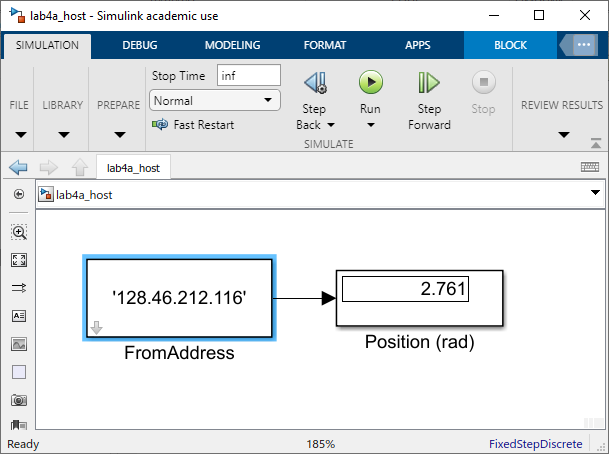 lab4a_host - Simulink academic use
SIMULATION DEBUG MODELING FORMAT APPS BLOCK
FILE
LIBRARY
PREPARE
Stop Time inf
Normal
Fast Restart
Step
Back
Run
Step
Forward
Stop
SIMULATE
REVIEW RESULTS
lab4a_host
lab4a_host
'128.46.212.116'
FromAddress
2.761
Position (rad)
Ready 185% FixedStepDiscrete